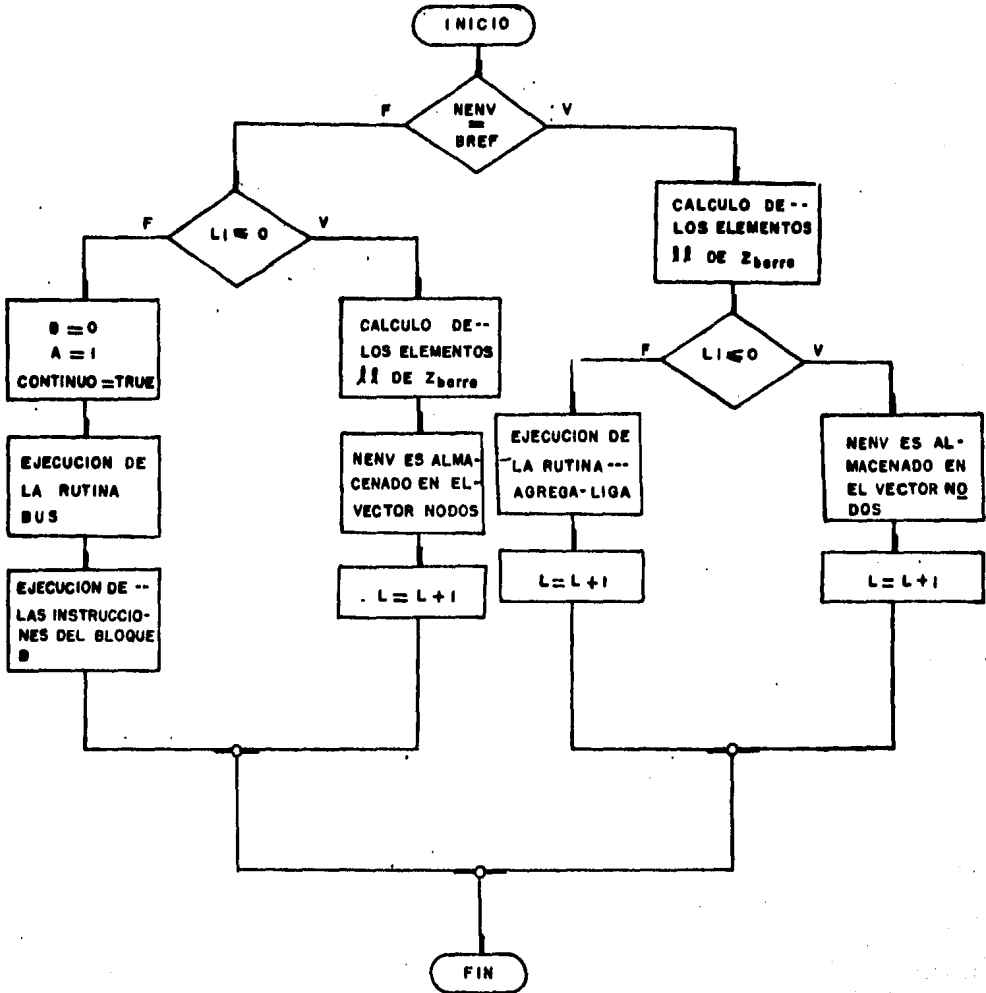 INICIO
NENV
=
BREF
F
V
LI ≤ 0
F
V
B = 0
A = 1
CONTINUO = TRUE
EJECUCION DE
LA RUTINA
BUS
EJECUCION DE --
LAS INSTRUCCIO-
NES DEL BLOQUE
B
CALCULO DE--
LOS ELEMENTOS
ll DE Zbarra
NENV ES ALMA-
CENADO EN EL-
VECTOR NODOS
L = L + 1
CALCULO DE--
LOS ELEMENTOS
ll DE Zbarra
LI ≤ 0
F
V
EJECUCION DE
LA RUTINA ---
AGREGA-LIGA
L = L + 1
NENV ES AL-
MACENADO EN
EL VECTOR NO
DOS
L = L + 1
FIN